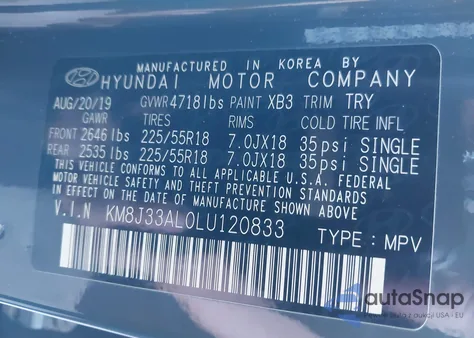 MANUFACTURED IN KOREA BY
HYUNDAI MOTOR COMPANY
AUG/20/19 GVWR 4718lbs PAINT XB3 TRIM TRY
GAWR TIRES RIMS COLD TIRE INFL
FRONT 2646 lbs 225/55R18 7.0JX18 35psi SINGLE
REAR 2535 lbs 225/55R18 7.0JX18 35psi SINGLE
THIS VEHICLE CONFORMS TO ALL APPLICABLE U.S.A FEDERAL
MOTOR VEHICLE SAFETY AND THEFT PREVENTION STANDARDS
IN EFFECT ON THE DATE OF MANUFACTURE SHOWN ABOVE.
V.I.N KM8J33AL0LU120833
TYPE : MPV
autaSnap
USA i EU